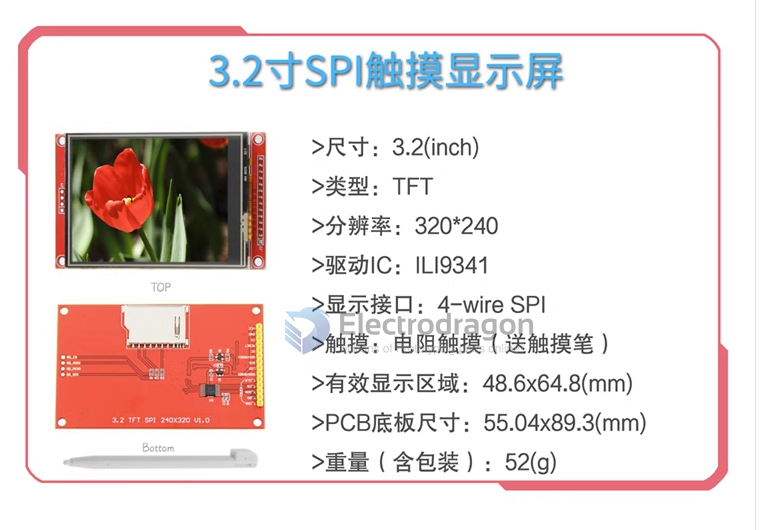 3.2寸SPI触摸显示屏
>尺寸：3.2(inch)
>类型：TFT
>分辨率：320*240
>驱动IC：ILI9341
>显示接口：4-wire SPI
Electrodragon
>触摸：电阻触摸（送触摸笔）
>有效显示区域：48.6x64.8(mm)
>PCB底板尺寸：55.04x89.3(mm)
>重量（含包装）：52(g)
TOP
3.2 TFT SPI 240X320 V1.0
Bottom